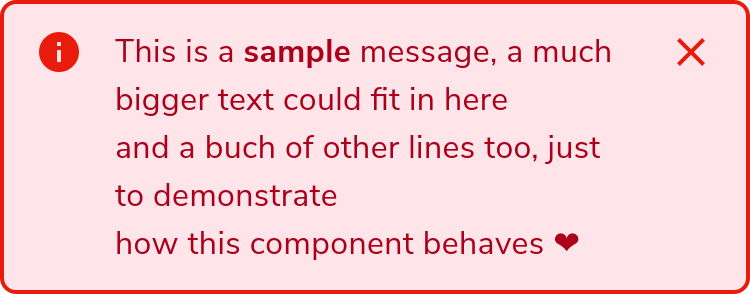 This is a sample message, a much
bigger text could fit in here
and a buch of other lines too, just
to demonstrate
how this component behaves ❤